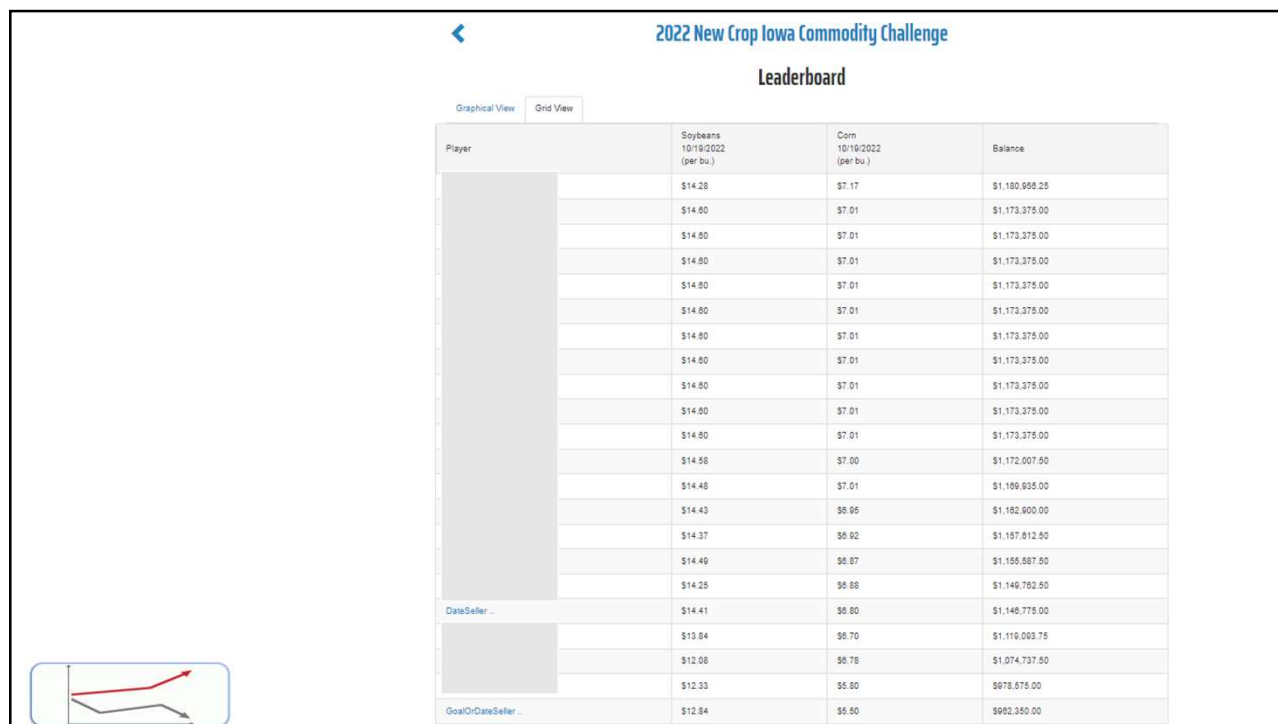 2022 New Crop Iowa Commodity Challenge
Leaderboard
Graphical View Grid View
Player Soybeans 10/19/2022 (per bu.) Corn 10/19/2022 (per bu.) Balance
$14.28 $7.17 $1,180,956.25
$14.60 $7.01 $1,173,375.00
$14.60 $7.01 $1,173,375.00
$14.60 $7.01 $1,173,375.00
$14.60 $7.01 $1,173,375.00
$14.60 $7.01 $1,173,375.00
$14.60 $7.01 $1,173,375.00
$14.60 $7.01 $1,173,375.00
$14.60 $7.01 $1,173,375.00
$14.60 $7.01 $1,173,375.00
$14.60 $7.01 $1,173,375.00
$14.58 $7.00 $1,172,007.50
$14.48 $7.01 $1,169,935.00
$14.43 $6.95 $1,162,900.00
$14.37 $6.92 $1,157,612.50
$14.49 $6.87 $1,155,587.50
$14.25 $6.88 $1,149,762.50
DateSeller .. $14.41 $6.80 $1,146,775.00
$13.84 $6.70 $1,119,093.75
$12.08 $6.78 $1,074,737.50
$12.33 $5.80 $978,575.00
GoalOrDateSeller .. $12.84 $5.50 $962,350.00